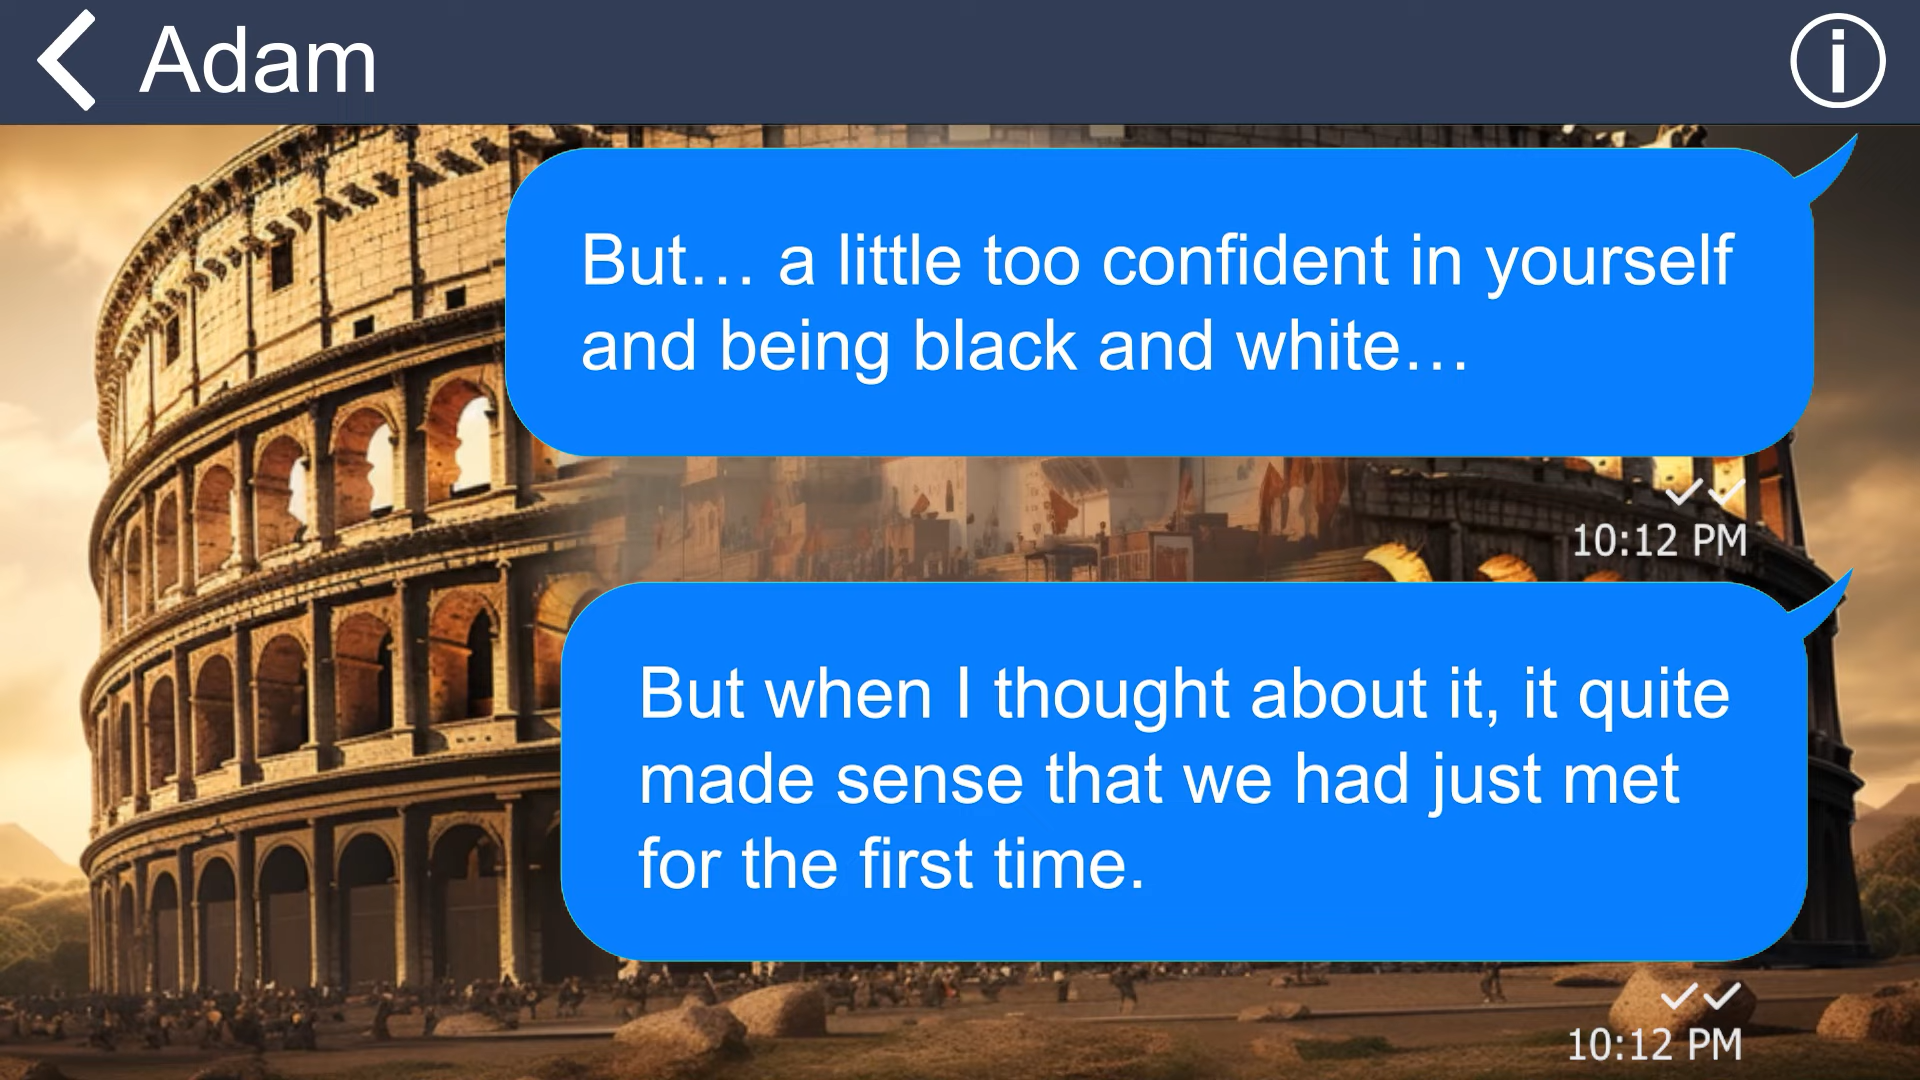 Adam
But… a little too confident in yourself
and being black and white…
10:12 PM
But when I thought about it, it quite
made sense that we had just met
for the first time.
10:12 PM